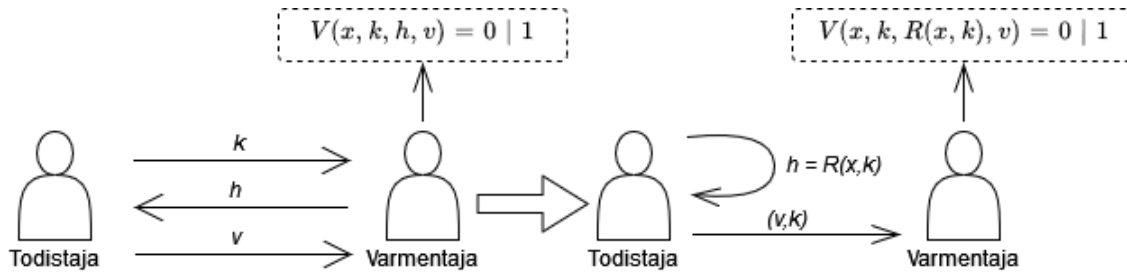 V(x, k, h, v) = 0 | 1
V(x, k, R(x, k), v) = 0 | 1
k
h
v
h = R(x,k)
(v,k)
Todistaja
Varmentaja
Todistaja
Varmentaja